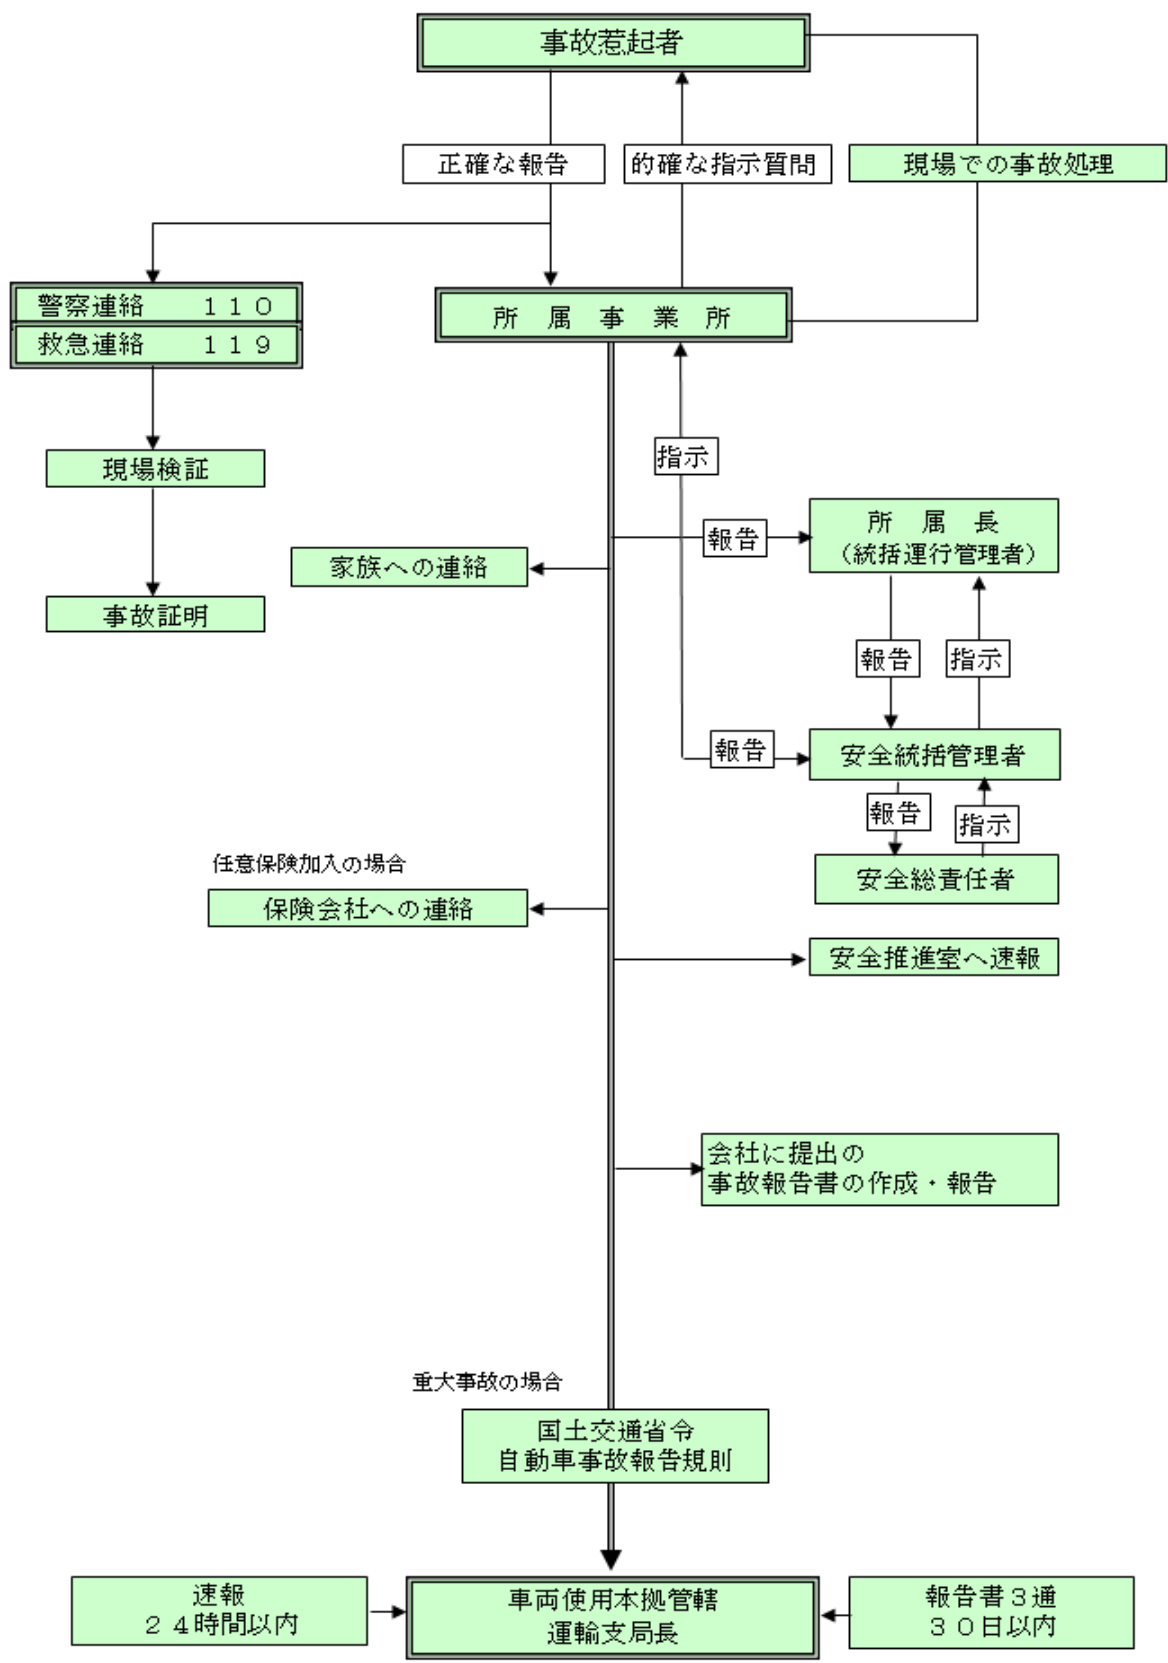 事故惹起者
正確な報告
的確な指示質問
現場での事故処理
警察連絡　　１１０
救急連絡　　１１９
所　属　事　業　所
現場検証
指示
所　属　長
（統括運行管理者）
報告
家族への連絡
事故証明
報告
指示
報告
安全統括管理者
報告
指示
任意保険加入の場合
安全総責任者
保険会社への連絡
安全推進室へ速報
会社に提出の
事故報告書の作成・報告
重大事故の場合
国土交通省令
自動車事故報告規則
速報
２４時間以内
車両使用本拠管轄
運輸支局長
報告書３通
３０日以内